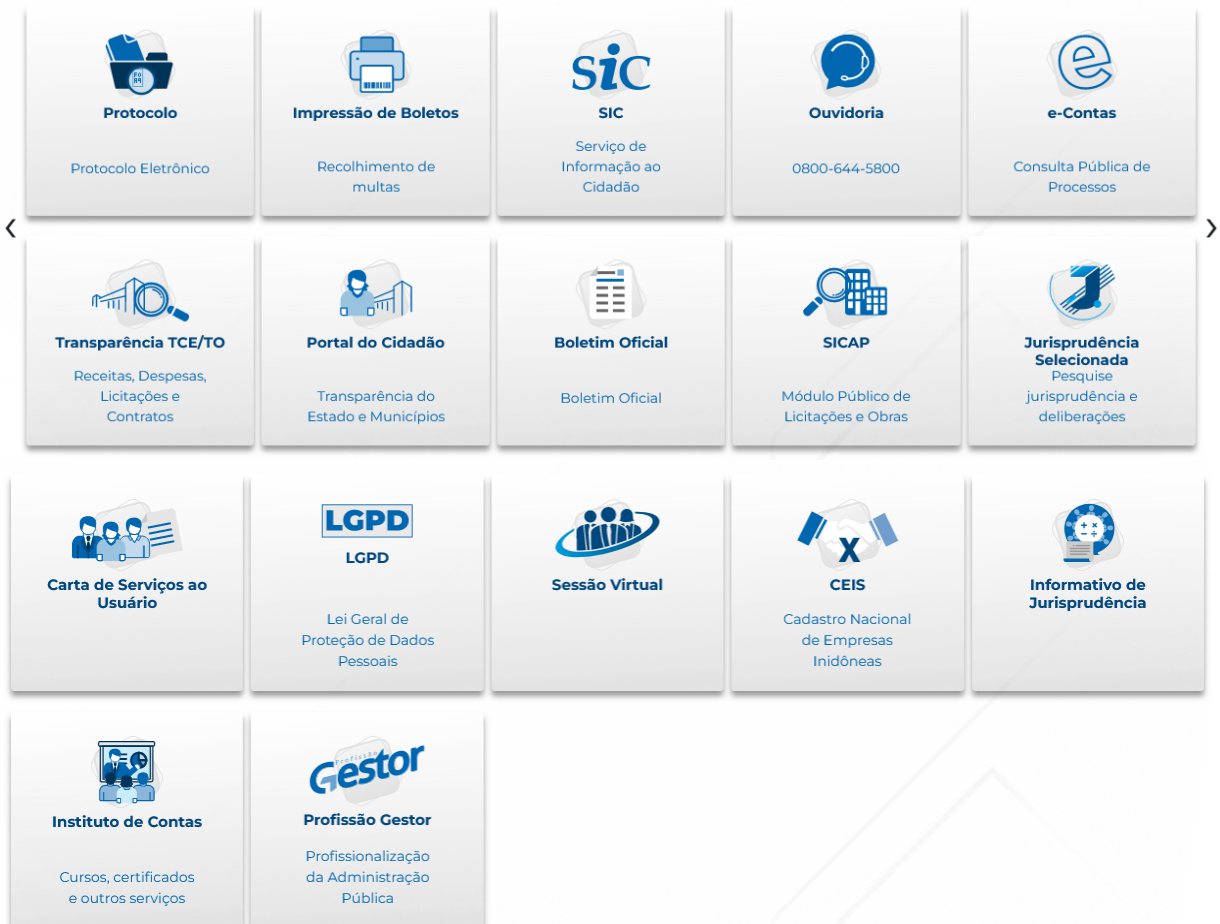 Protocolo
Protocolo Eletrônico
Impressão de Boletos
Recolhimento de
multas
sic
SIC
Serviço de
Informação ao
Cidadão
Ouvidoria
0800-644-5800
e
e-Contas
Consulta Pública de
Processos
Transparência TCE/TO
Receitas, Despesas,
Licitações e
Contratos
Portal do Cidadão
Transparência do
Estado e Municípios
Boletim Oficial
Boletim Oficial
SICAP
Módulo Público de
Licitações e Obras
J
Jurisprudência
Selecionada
Pesquise
jurisprudência e
deliberações
Carta de Serviços ao
Usuário
LGPD
LGPD
Lei Geral de
Proteção de Dados
Pessoais
Sessão Virtual
X
CEIS
Cadastro Nacional
de Empresas
Inidôneas
Informativo de
Jurisprudência
Instituto de Contas
Cursos, certificados
e outros serviços
Profissão
Gestor
Profissão Gestor
Profissionalização
da Administração
Pública